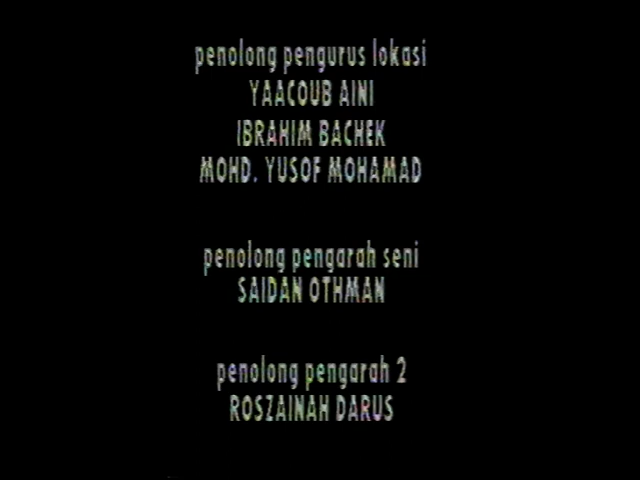 penolong pengurus lokasi
YAACOUB AINI
IBRAHIM BACHEK
MOHD. YUSOF MOHAMAD
penolong pengarah seni
SAIDAN OTHMAN
penolong pengarah 2
ROSZAINAH DARUS